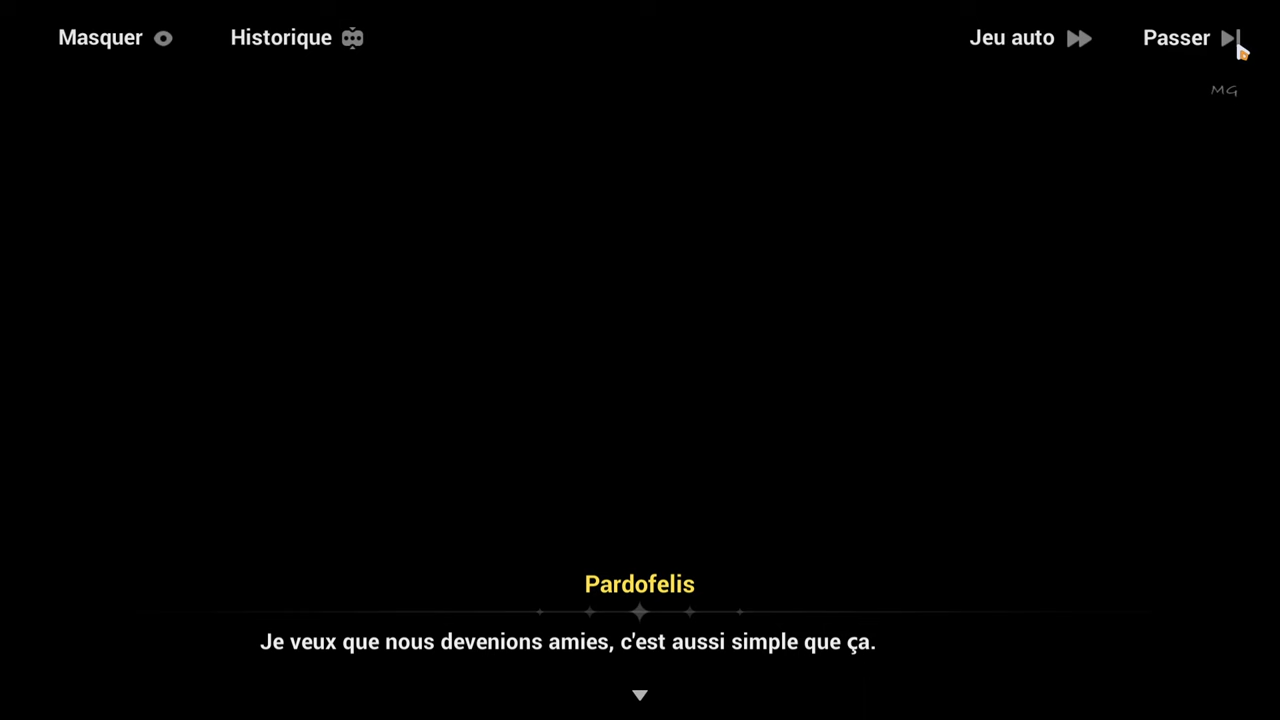 Masquer
Historique
Jeu auto
Passer
MG
Pardofelis
Je veux que nous devenions amies, c'est aussi simple que ça.